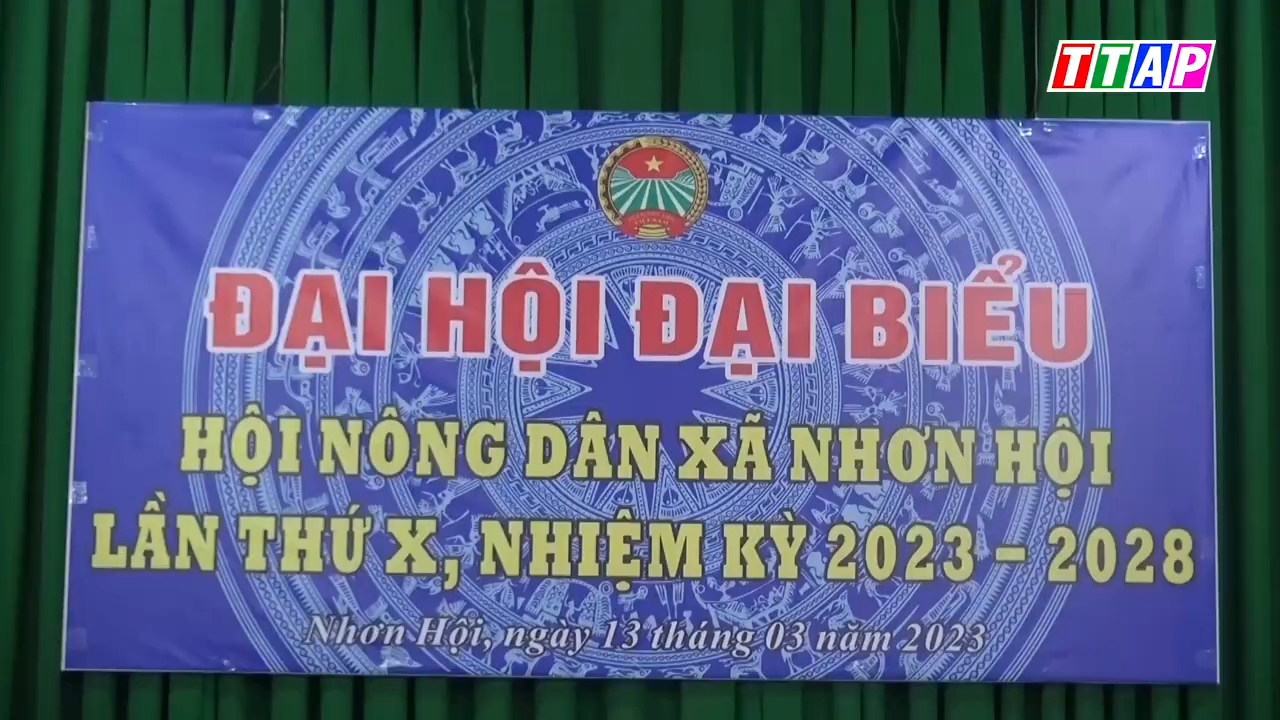 TTAP
ĐẠI HỘI ĐẠI BIỂU
HỘI NÔNG DÂN XÃ NHƠN HỘI
LẦN THỨ X, NHIỆM KỲ 2023 - 2028
Nhơn Hội, ngày 13 tháng 03 năm 2023